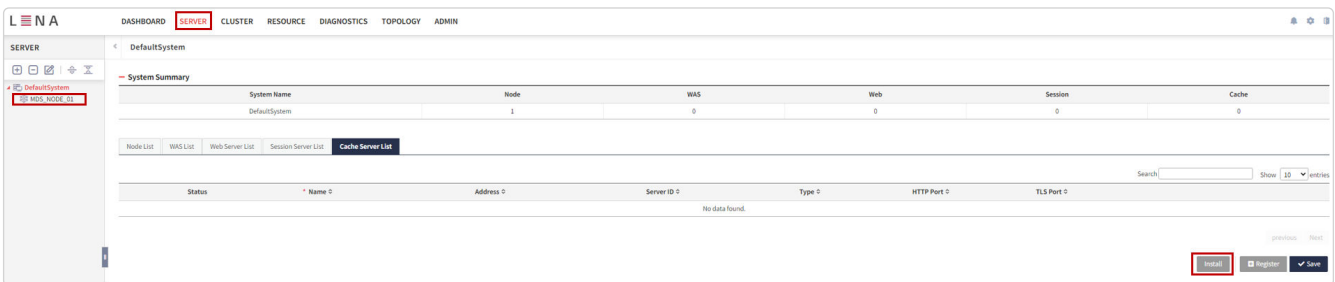 LENA
DASHBOARD SERVER CLUSTER RESOURCE DIAGNOSTICS TOPOLOGY ADMIN
SERVER
DefaultSystem
DefaultSystem
MDS_NODE_01
System Summary
System Name Node WAS Web Session Cache
DefaultSystem 1 0 0 0 0
Node List WAS List Web Server List Session Server List Cache Server List
Search Show 10 entries
Status * Name Address Server ID Type HTTP Port TLS Port
No data found.
previous Next
Install Register Save